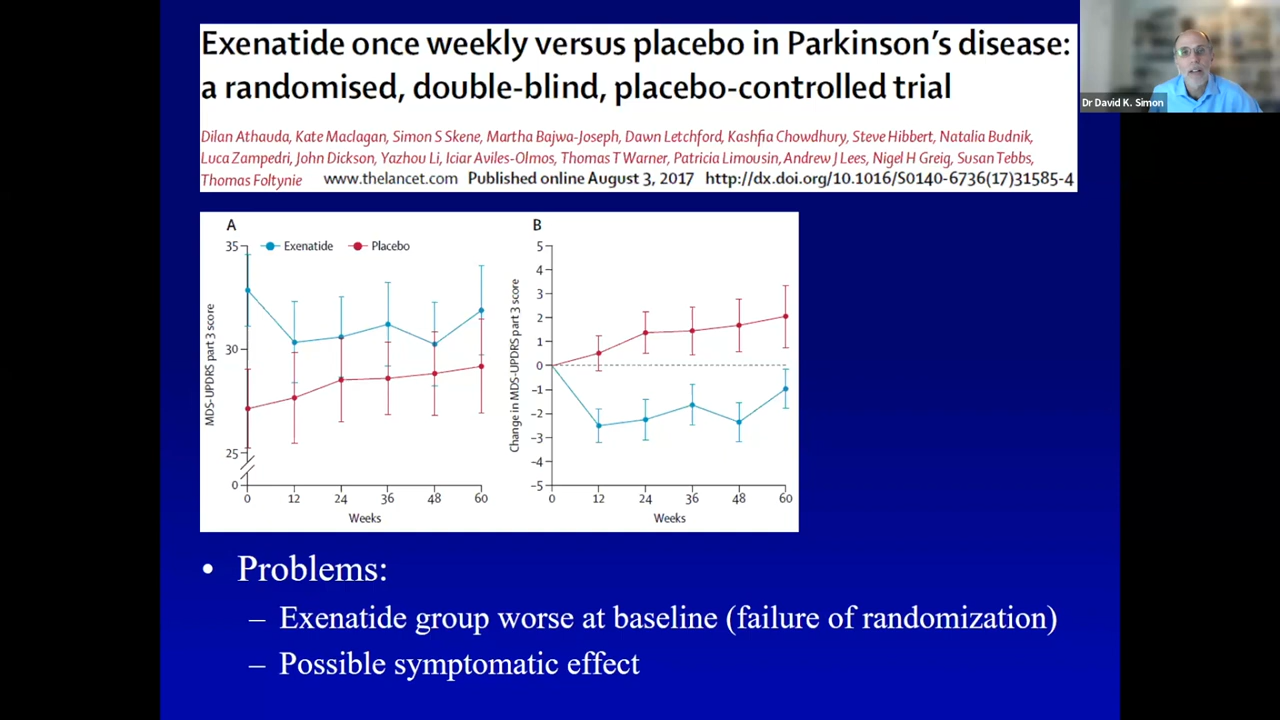 Exenatide once weekly versus placebo in Parkinson's disease:
a randomised, double-blind, placebo-controlled trial
Dilan Athauda, Kate Maclagan, Simon S Skene, Martha Bajwa-Joseph, Dawn Letchford, Kashfia Chowdhury, Steve Hibbert, Natalia Budnik,
Luca Zampedri, John Dickson, Yazhou Li, Iciar Aviles-Olmos, Thomas T Warner, Patricia Limousin, Andrew J Lees, Nigel H Greig, Susan Tebbs,
Thomas Foltynie www.thelancet.com Published online August 3, 2017 http://dx.doi.org/10.1016/S0140-6736(17)31585-4
Dr David K. Simon
A
Exenatide Placebo
MDS-UPDRS part 3 score
35
30
25
0
0 12 24 36 48 60
Weeks
B
Change in MDS-UPDRS part 3 score
5
4
3
2
1
0
-1
-2
-3
-4
-5
0 12 24 36 48 60
Weeks
• Problems:
– Exenatide group worse at baseline (failure of randomization)
– Possible symptomatic effect